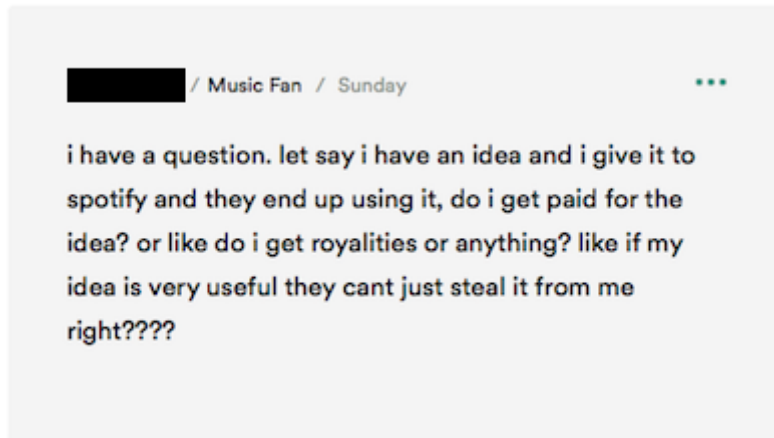 / Music Fan / Sunday
i have a question. let say i have an idea and i give it to
spotify and they end up using it, do i get paid for the
idea? or like do i get royalities or anything? like if my
idea is very useful they cant just steal it from me
right????